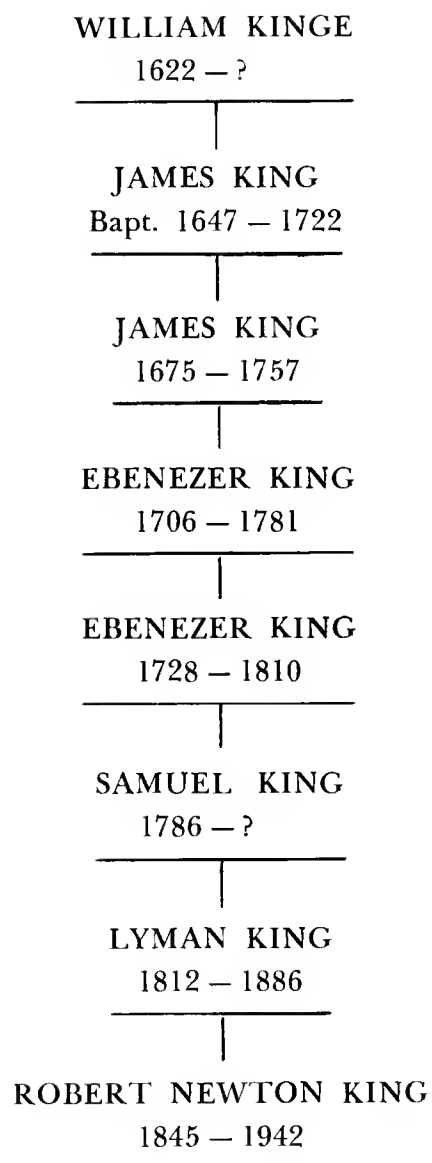 WILLIAM KINGE
1622 – ?
JAMES KING
Bapt. 1647 – 1722
JAMES KING
1675 – 1757
EBENEZER KING
1706 – 1781
EBENEZER KING
1728 – 1810
SAMUEL KING
1786 – ?
LYMAN KING
1812 – 1886
ROBERT NEWTON KING
1845 – 1942